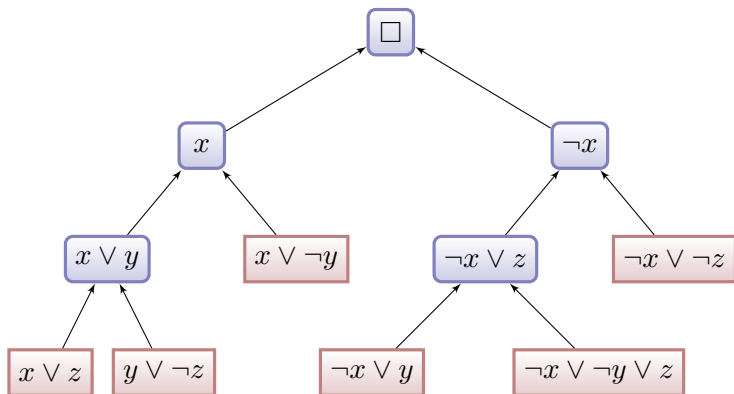 □
x
¬x
x ∨ y
x ∨ ¬y
¬x ∨ z
¬x ∨ ¬z
x ∨ z
y ∨ ¬z
¬x ∨ y
¬x ∨ ¬y ∨ z